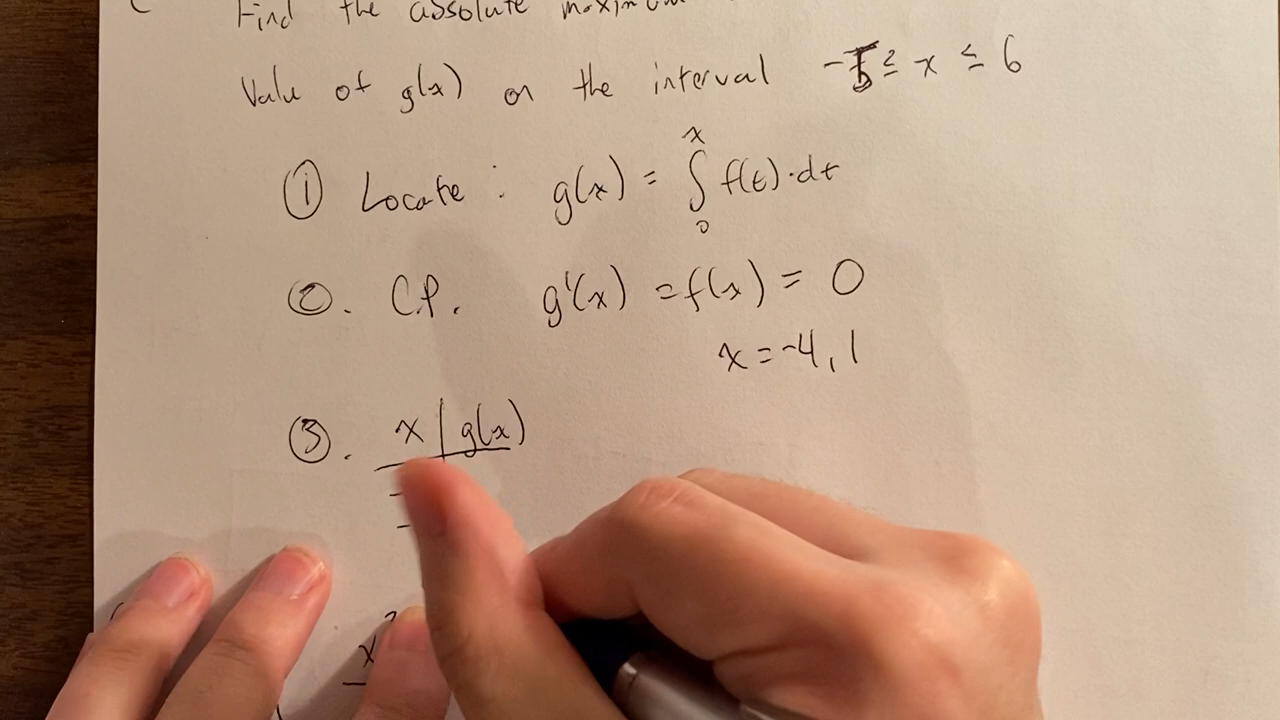 Find the absolute maximum
Value of g(x) on the interval -5 ≤ x ≤ 6
① Locate : g(x) = ∫₀ˣ f(t)·dt
②. C.P. g'(x) = f(x) = 0
x = -4, 1
③. x | g(x)
-
-
x